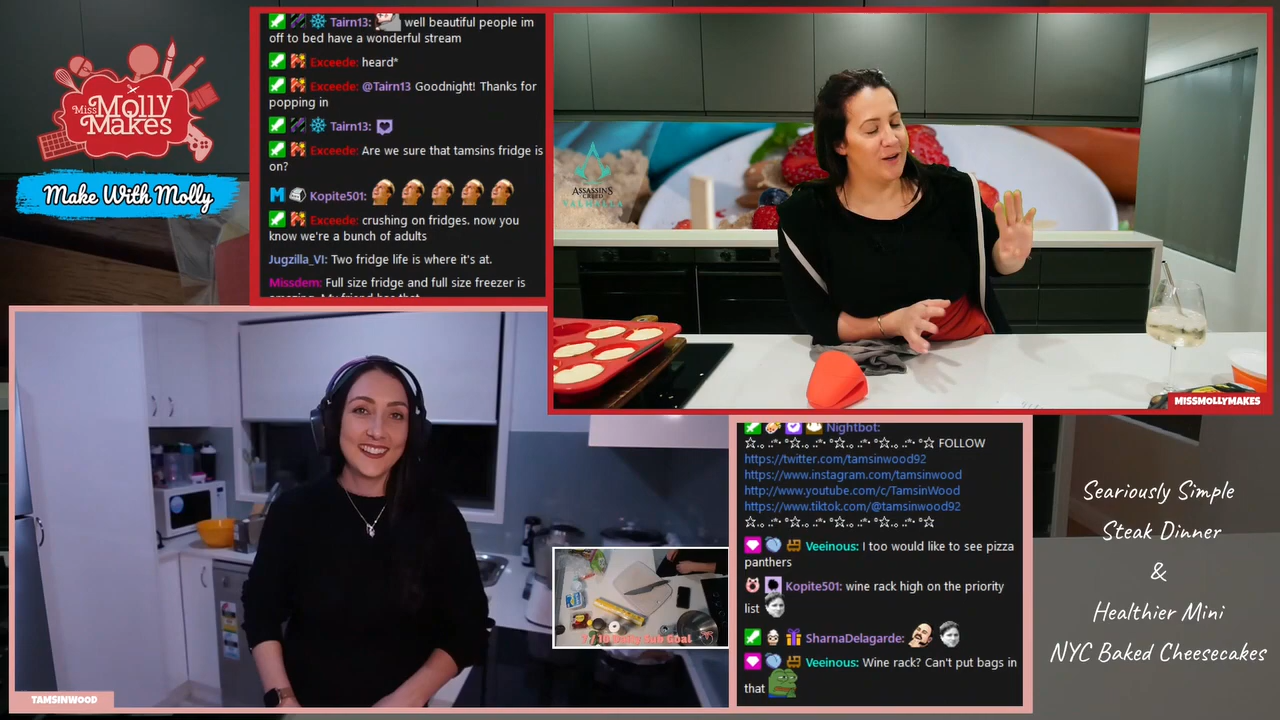 Miss
Molly
Makes
Make With Molly
Tairn13: well beautiful people im
off to bed have a wonderful stream
Exceede: heard*
Exceede: @Tairn13 Goodnight! Thanks for
popping in
Tairn13:
Exceede: Are we sure that tamsins fridge is
on?
Kopite501:
Exceede: crushing on fridges. now you
know we're a bunch of adults
Jugzilla_VI: Two fridge life is where it's at.
Missdem: Full size fridge and full size freezer is
ASSASSIN'S
CREED
VALHALLA
MISSMOLLYMAKES
TAMSINWOOD
7 / 10 Daily Sub Goal
Nightbot:
FOLLOW
https://twitter.com/tamsinwood92
https://www.instagram.com/tamsinwood
http://www.youtube.com/c/TamsinWood
https://www.tiktok.com/@tamsinwood92
Veeinous: I too would like to see pizza
panthers
Kopite501: wine rack high on the priority
list
SharnaDelagarde:
Veeinous: Wine rack? Can't put bags in
that
Seariously Simple
Steak Dinner
&
Healthier Mini
NYC Baked Cheesecakes